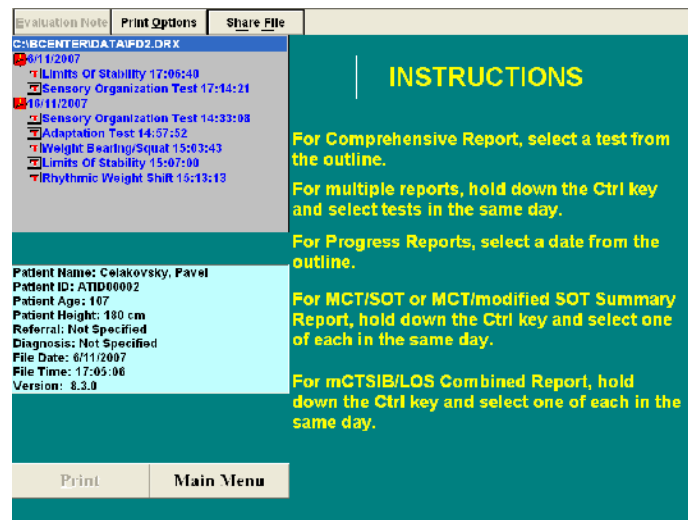 Evaluation Note Print Options Share File
C:\BCENTER\DATA\FD2.DRX
6/11/2007
Limits Of Stability 17:06:40
Sensory Organization Test 17:14:21
16/11/2007
Sensory Organization Test 14:33:08
Adaptation Test 14:57:52
Weight Bearing/Squat 15:03:43
Limits Of Stability 15:07:00
Rhythmic Weight Shift 15:13:13
Patient Name: Celakovsky, Pavel
Patient ID: ATID00002
Patient Age: 107
Patient Height: 180 cm
Referral: Not Specified
Diagnosis: Not Specified
File Date: 6/11/2007
File Time: 17:05:06
Version: 8.3.0
Print Main Menu
INSTRUCTIONS
For Comprehensive Report, select a test from
the outline.
For multiple reports, hold down the Ctrl key
and select tests in the same day.
For Progress Reports, select a date from the
outline.
For MCT/SOT or MCT/modified SOT Summary
Report, hold down the Ctrl key and select one
of each in the same day.
For mCTSIB/LOS Combined Report, hold
down the Ctrl key and select one of each in the
same day.